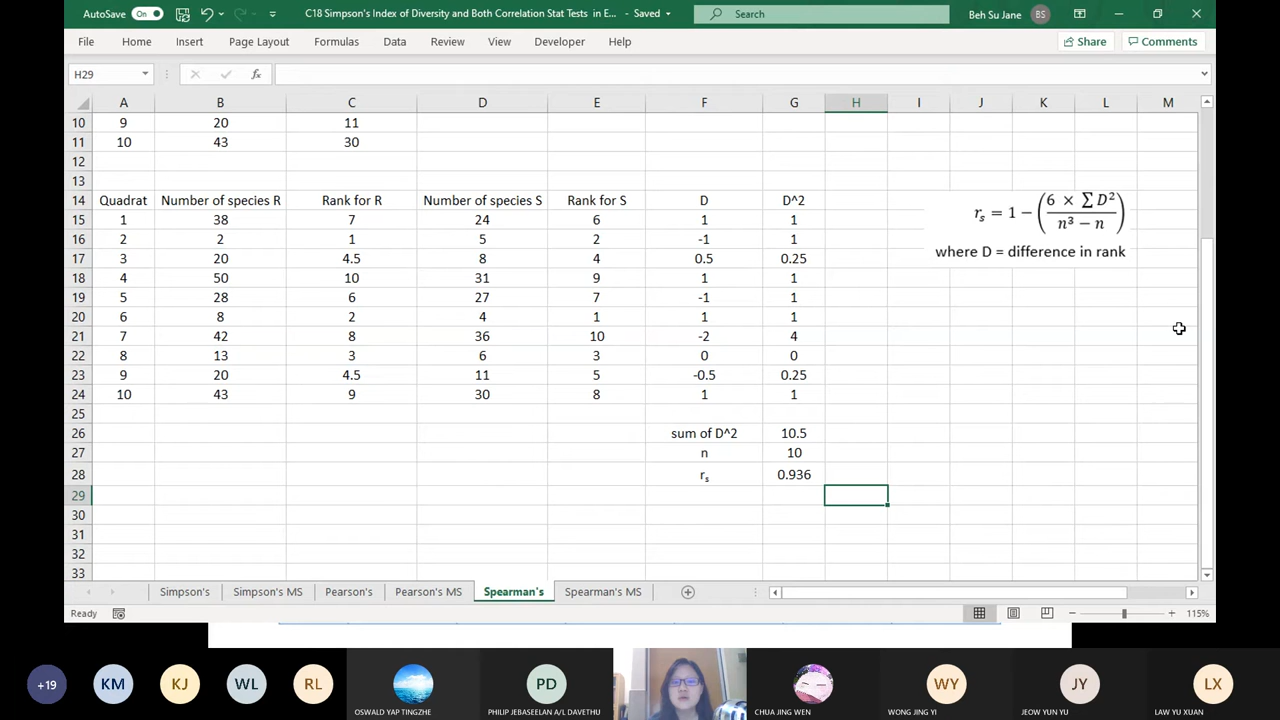 AutoSave On C18 Simpson's Index of Diversity and Both Correlation Stat Tests in E... - Saved Search Beh Su Jane BS
File Home Insert Page Layout Formulas Data Review View Developer Help Share Comments
H29 fx
A B C D E F G H I J K L M
10 9 20 11
11 10 43 30
12
13
14 Quadrat Number of species R Rank for R Number of species S Rank for S D D^2
15 1 38 7 24 6 1 1
16 2 2 1 5 2 -1 1
17 3 20 4.5 8 4 0.5 0.25
18 4 50 10 31 9 1 1
19 5 28 6 27 7 -1 1
20 6 8 2 4 1 1 1
21 7 42 8 36 10 -2 4
22 8 13 3 6 3 0 0
23 9 20 4.5 11 5 -0.5 0.25
24 10 43 9 30 8 1 1
25
26 sum of D^2 10.5
27 n 10
28 rₛ 0.936
29
30
31
32
33
rₛ = 1 − (6 × ∑ D² / n³ − n)
where D = difference in rank
Simpson's Simpson's MS Pearson's Pearson's MS Spearman's Spearman's MS
Ready 115%
+19 KM KJ WL RL PD WY JY LX
OSWALD YAP TINGZHE PHILIP JEBASEELAN A/L DAVETHU CHUA JING WEN WONG JING YI JEOW YUN YU LAW YU XUAN